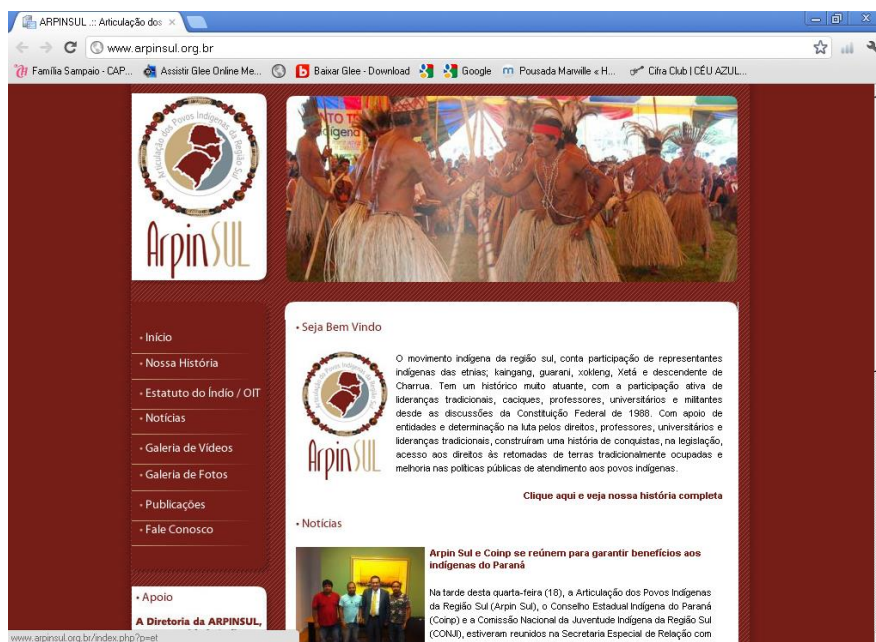 ARPINSUL .:: Articulação dos
www.arpinsul.org.br
Família Sampaio - CAP... Assistir Glee Online Me... Baixar Glee - Download Google Pousada Marwille « H... Cifra Club | CÉU AZUL...
Articulação dos Povos Indígenas da Região Sul
ArpinSUL
• Início
• Nossa História
• Estatuto do Índio / OIT
• Notícias
• Galeria de Vídeos
• Galeria de Fotos
• Publicações
• Fale Conosco
• Apoio
A Diretoria da ARPINSUL,
• Seja Bem Vindo
Articulação dos Povos Indígenas da Região Sul
ArpinSUL
O movimento indígena da região sul, conta participação de representantes
indígenas das etnias; kaingang, guarani, xokleng, Xetá e descendente de
Charrua. Tem um histórico muito atuante, com a participação ativa de
lideranças tradicionais, caciques, professores, universitários e militantes
desde as discussões da Constituição Federal de 1988. Com apoio de
entidades e determinação na luta pelos direitos, professores, universitários e
lideranças tradicionais, construíram uma história de conquistas, na legislação,
acesso aos direitos às retomadas de terras tradicionalmente ocupadas e
melhoria nas políticas públicas de atendimento aos povos indígenas.
Clique aqui e veja nossa história completa
• Notícias
Arpin Sul e Coinp se reúnem para garantir benefícios aos
indígenas do Paraná
Na tarde desta quarta-feira (18), a Articulação dos Povos Indígenas
da Região Sul (Arpin Sul), o Conselho Estadual Indígena do Paraná
(Coinp) e a Comissão Nacional da Juventude Indígena da Região Sul
(CONJI), estiveram reunidos na Secretaria Especial de Relação com
www.arpinsul.org.br/index.php?p=et